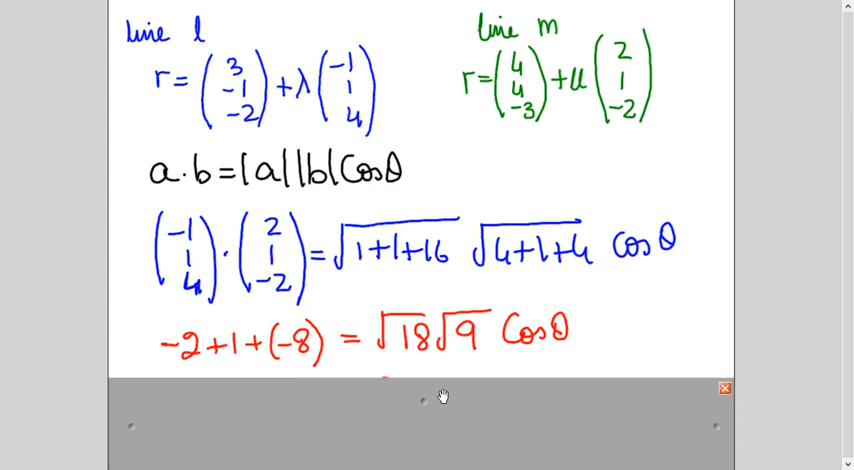 line l
r = (3 -1 -2) + λ (-1 1 4)
line m
r = (4 4 -3) + μ (2 1 -2)
a · b = |a| |b| Cosθ
(-1 1 4) · (2 1 -2) = √1+1+16 √4+1+4 cosθ
-2+1+(-8) = √18 √9 Cosθ